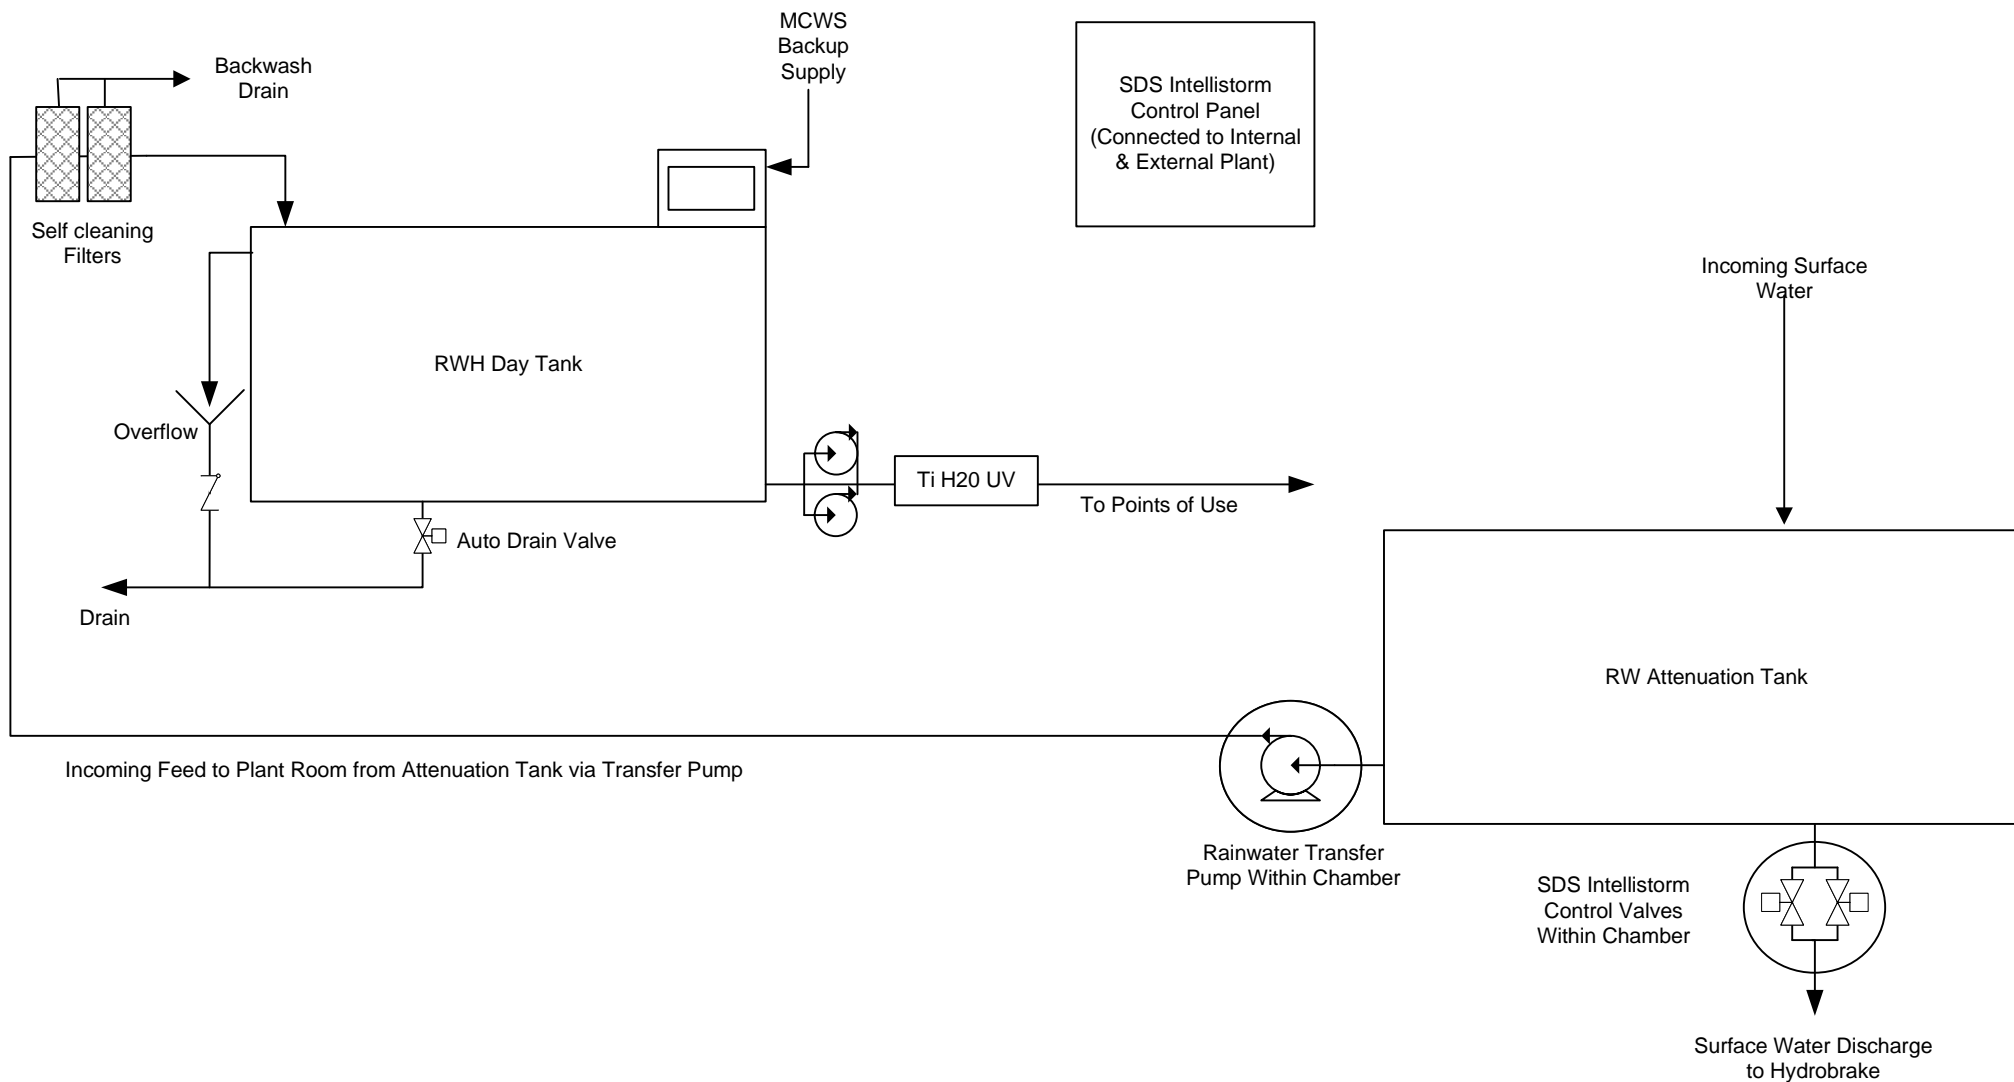 MCWS
Backup
Supply
Backwash
Drain
SDS Intellistorm
Control Panel
(Connected to Internal
& External Plant)
Self cleaning
Filters
Incoming Surface
Water
RWH Day Tank
Overflow
Ti H20 UV
To Points of Use
Auto Drain Valve
Drain
RW Attenuation Tank
Incoming Feed to Plant Room from Attenuation Tank via Transfer Pump
Rainwater Transfer
Pump Within Chamber
SDS Intellistorm
Control Valves
Within Chamber
Surface Water Discharge
to Hydrobrake